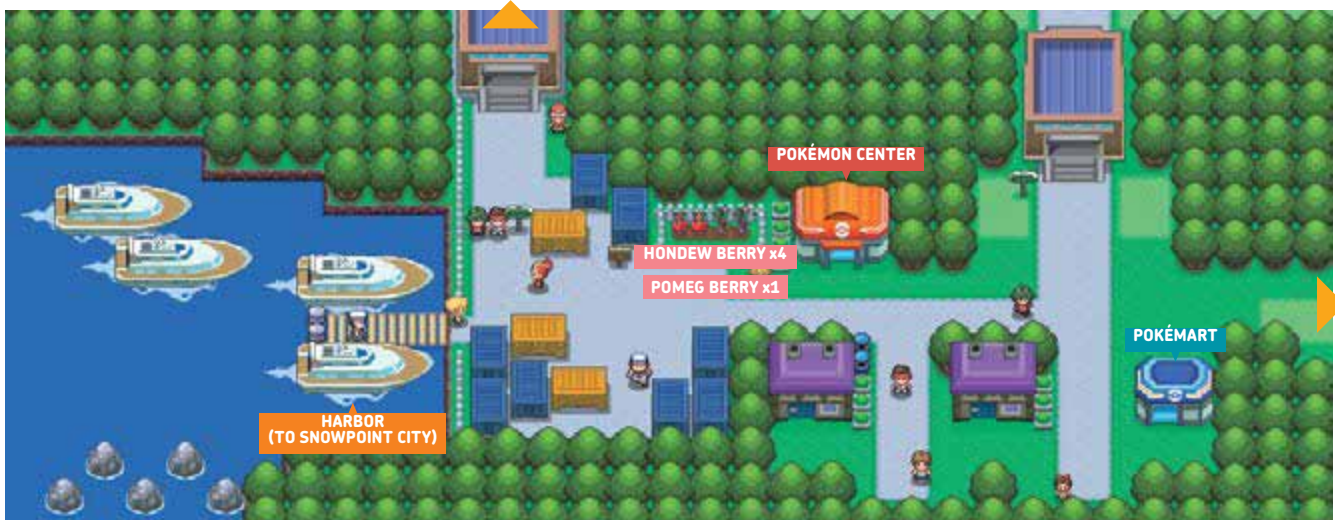 POKÉMON CENTER
HONDEW BERRY x4
POMEG BERRY x1
POKÉMART
HARBOR
(TO SNOWPOINT CITY)